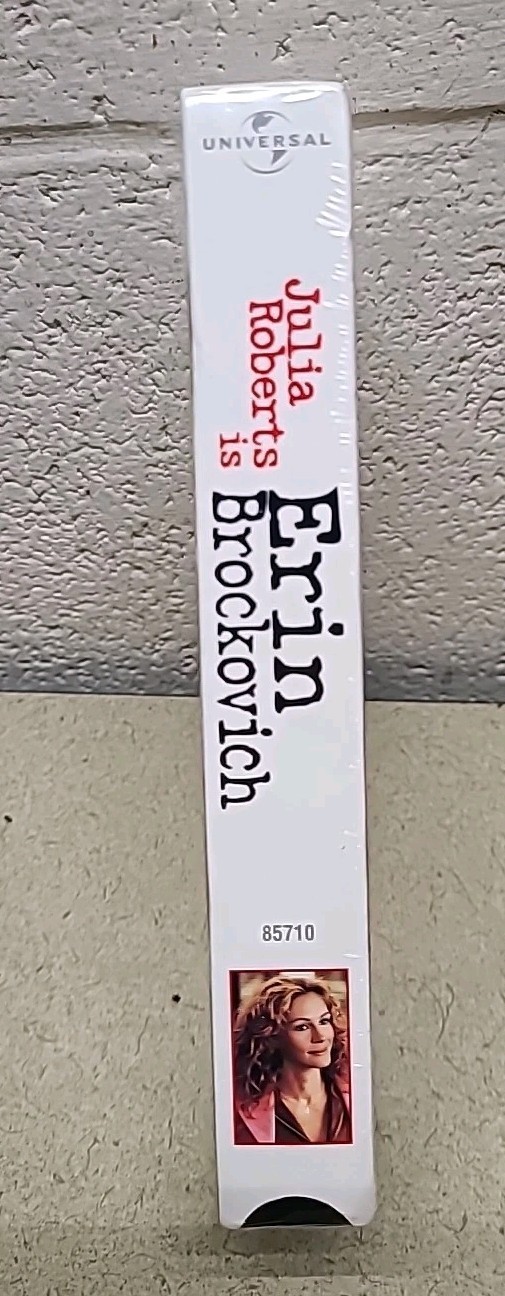 UNIVERSAL
Julia
Roberts
is
Erin
Brockovich
85710